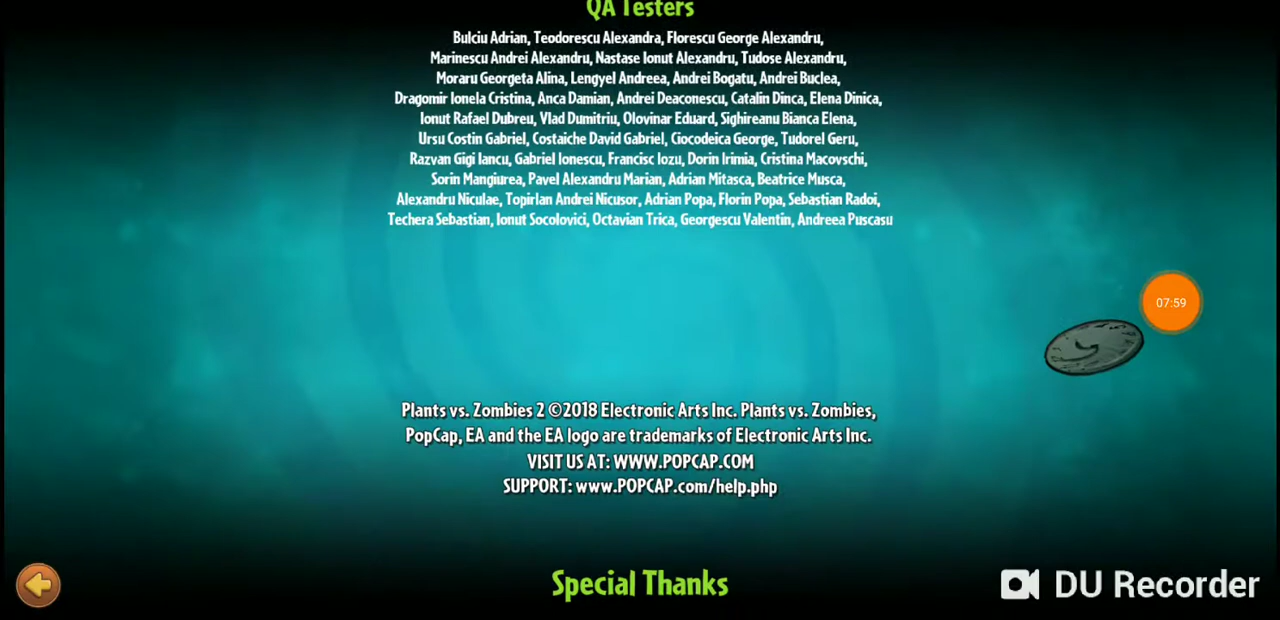 QA Testers
Bulciu Adrian, Teodorescu Alexandra, Florescu George Alexandru,
Marinescu Andrei Alexandru, Nastase Ionut Alexandru, Tudose Alexandru,
Moraru Georgeta Alina, Lengyel Andreea, Andrei Bogatu, Andrei Buclea,
Dragomir Ionela Cristina, Anca Damian, Andrei Deaconescu, Catalin Dinca, Elena Dinica,
Ionut Rafael Dubreu, Vlad Dumitriu, Olovinar Eduard, Sighireanu Bianca Elena,
Ursu Costin Gabriel, Costaiche David Gabriel, Ciocodeica George, Tudorel Geru,
Razvan Gigi Iancu, Gabriel Ionescu, Francisc Iozu, Dorin Irimia, Cristina Macovschi,
Sorin Mangiurea, Pavel Alexandru Marian, Adrian Mitasca, Beatrice Musca,
Alexandru Niculae, Topirlan Andrei Nicusor, Adrian Popa, Florin Popa, Sebastian Radoi,
Techera Sebastian, Ionut Socolovici, Octavian Trica, Georgescu Valentin, Andreea Puscasu
07:59
Plants vs. Zombies 2 ©2018 Electronic Arts Inc. Plants vs. Zombies,
PopCap, EA and the EA logo are trademarks of Electronic Arts Inc.
VISIT US AT: WWW.POPCAP.COM
SUPPORT: www.POPCAP.com/help.php
Special Thanks
DU Recorder